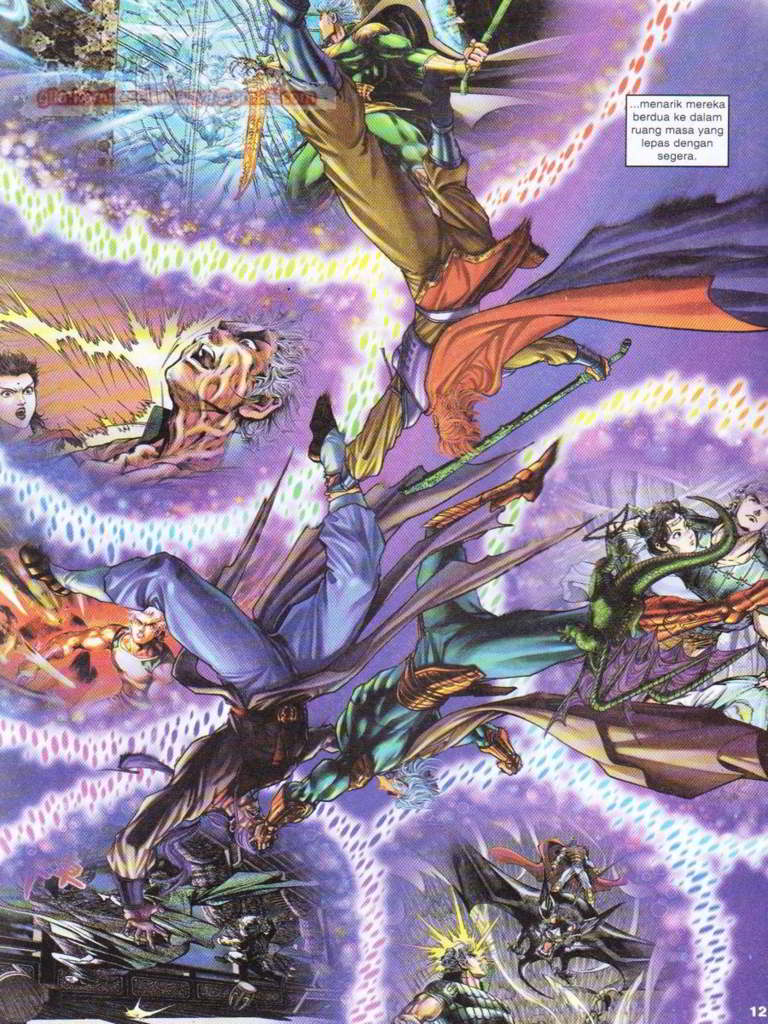 ...menarik mereka
berdua ke dalam
ruang masa yang
lepas dengan
segera.
12